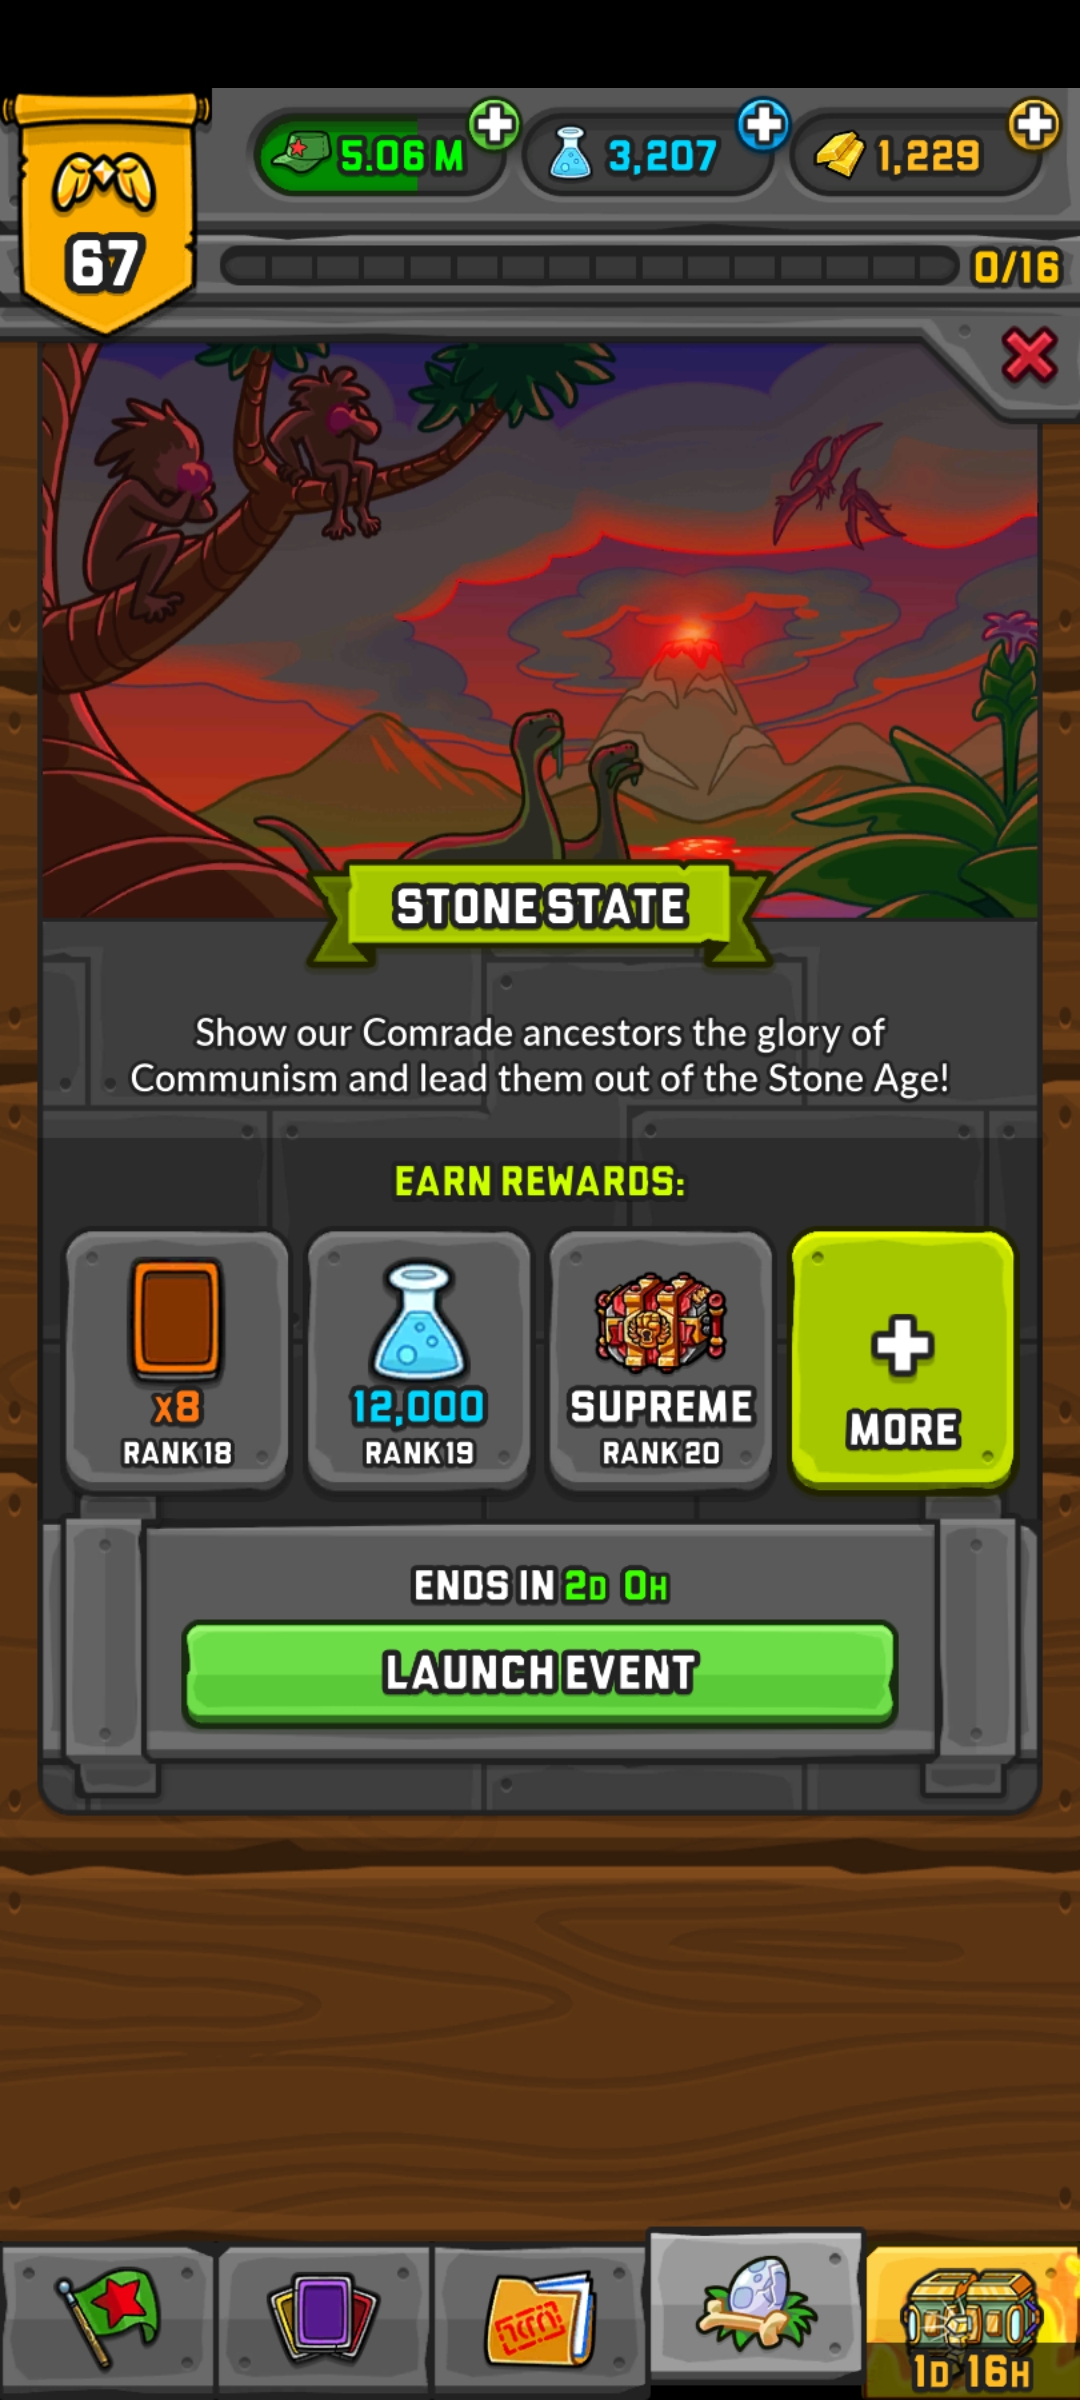 5.06 M
3,207
1,229
67
0/16
STONE STATE
Show our Comrade ancestors the glory of
Communism and lead them out of the Stone Age!
EARN REWARDS:
x8
RANK 18
12,000
RANK 19
SUPREME
RANK 20
MORE
ENDS IN 2D 0H
LAUNCH EVENT
1D 16H